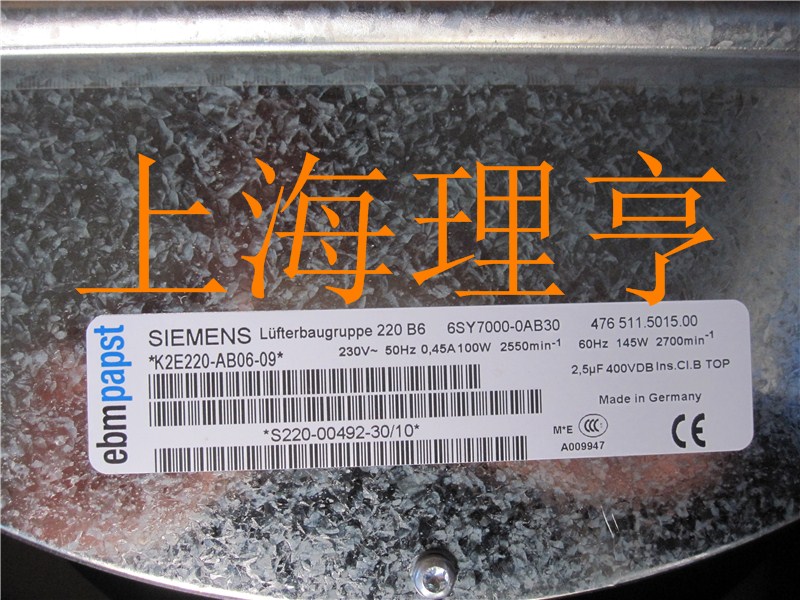 上海理亨
ebmpapst
SIEMENS Lüfterbaugruppe 220 B6 6SY7000-0AB30 476 511.5015.00
*K2E220-AB06-09* 230V~ 50Hz 0,45A100W 2550min-1 60Hz 145W 2700min-1
2,5µF 400VDB Ins.Cl.B TOP
Made in Germany
*S220-00492-30/10*
M*E CCC CE
A009947